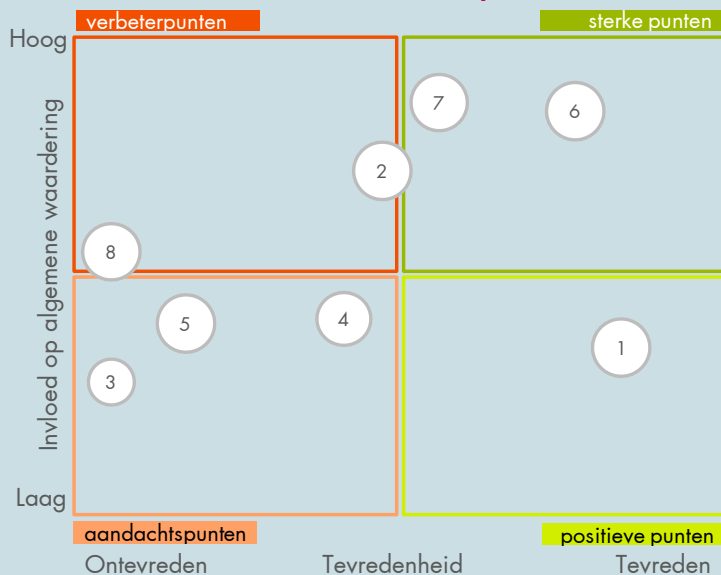 verbeterpunten
sterke punten
Hoog
7
6
2
8
5
4
1
3
Invloed op algemene waardering
Laag
aandachtspunten
positieve punten
Ontevreden
Tevredenheid
Tevreden